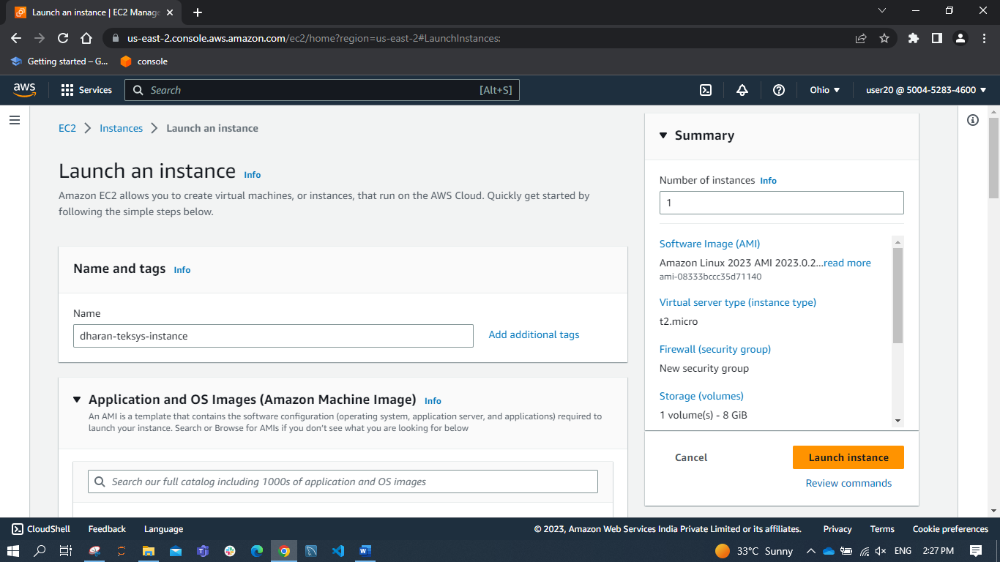 Launch an instance | EC2 Manage
us-east-2.console.aws.amazon.com/ec2/home?region=us-east-2#LaunchInstances:
Getting started – G...
console
aws
Services
Search
[Alt+S]
Ohio
user20 @ 5004-5283-4600
EC2
Instances
Launch an instance
Launch an instance Info
Amazon EC2 allows you to create virtual machines, or instances, that run on the AWS Cloud. Quickly get started by
following the simple steps below.
Name and tags Info
Name
dharan-teksys-instance
Add additional tags
Application and OS Images (Amazon Machine Image) Info
An AMI is a template that contains the software configuration (operating system, application server, and applications) required to
launch your instance. Search or Browse for AMIs if you don’t see what you are looking for below
Search our full catalog including 1000s of application and OS images
Summary
Number of instances Info
1
Software Image (AMI)
Amazon Linux 2023 AMI 2023.0.2...read more
ami-08333bccc35d71140
Virtual server type (instance type)
t2.micro
Firewall (security group)
New security group
Storage (volumes)
1 volume(s) - 8 GiB
Cancel
Launch instance
Review commands
CloudShell
Feedback
Language
© 2023, Amazon Web Services India Private Limited or its affiliates.
Privacy
Terms
Cookie preferences
33°C Sunny
ENG
2:27 PM